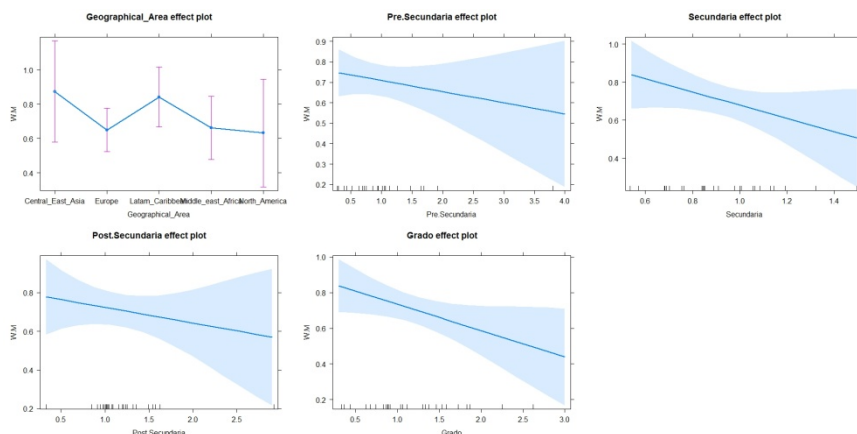 Geographical_Area effect plot
W.M
1.0
0.8
0.6
0.4
Central_East_Asia
Europe
Latam_Caribbean
Middle_east_Africa
North_America
Geographical_Area
Pre.Secundaria effect plot
W.M
0.9
0.8
0.7
0.6
0.5
0.4
0.3
0.2
0.5 1.0 1.5 2.0 2.5 3.0 3.5 4.0
Pre.Secundaria
Secundaria effect plot
W.M
1.0
0.8
0.6
0.4
0.6 0.8 1.0 1.2 1.4
Secundaria
Post.Secundaria effect plot
W.M
0.8
0.6
0.4
0.2
0.5 1.0 1.5 2.0 2.5
Post.Secundaria
Grado effect plot
W.M
1.0
0.8
0.6
0.4
0.2
0.5 1.0 1.5 2.0 2.5 3.0
Grado